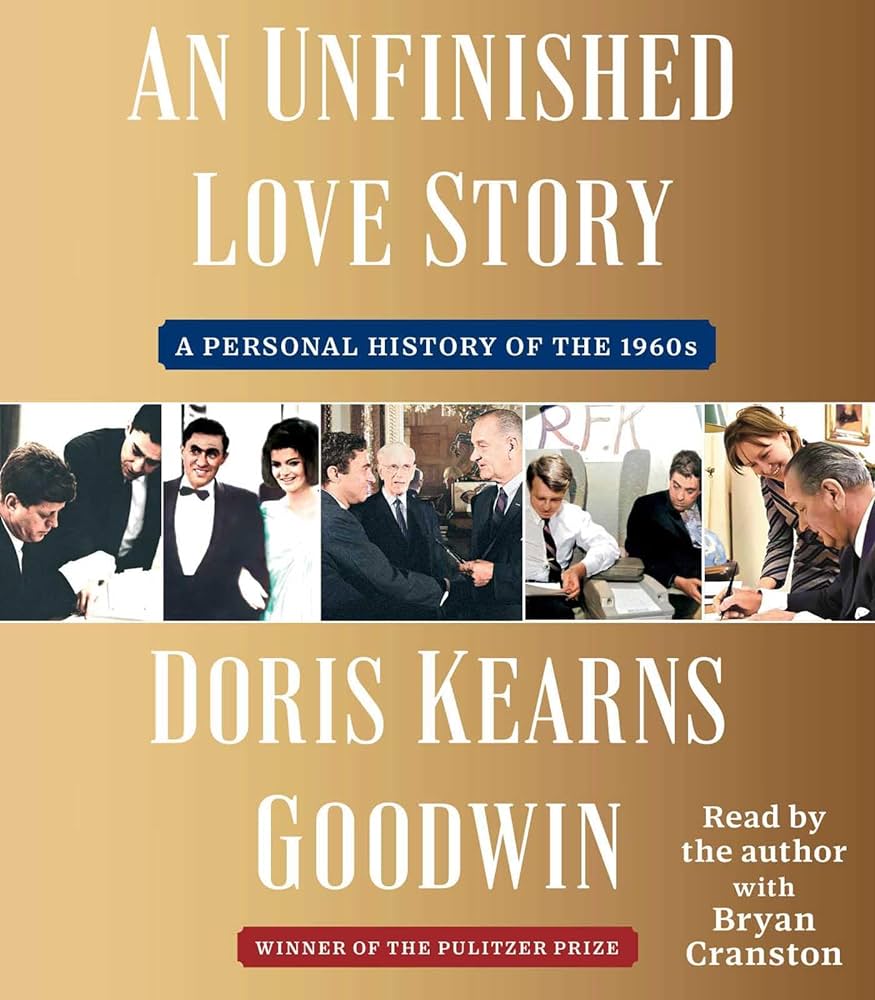 AN UNFINISHED
LOVE STORY
A PERSONAL HISTORY OF THE 1960s
R.F.K
DORIS KEARNS
GOODWIN
Read by
the author
with
Bryan
Cranston
WINNER OF THE PULITZER PRIZE